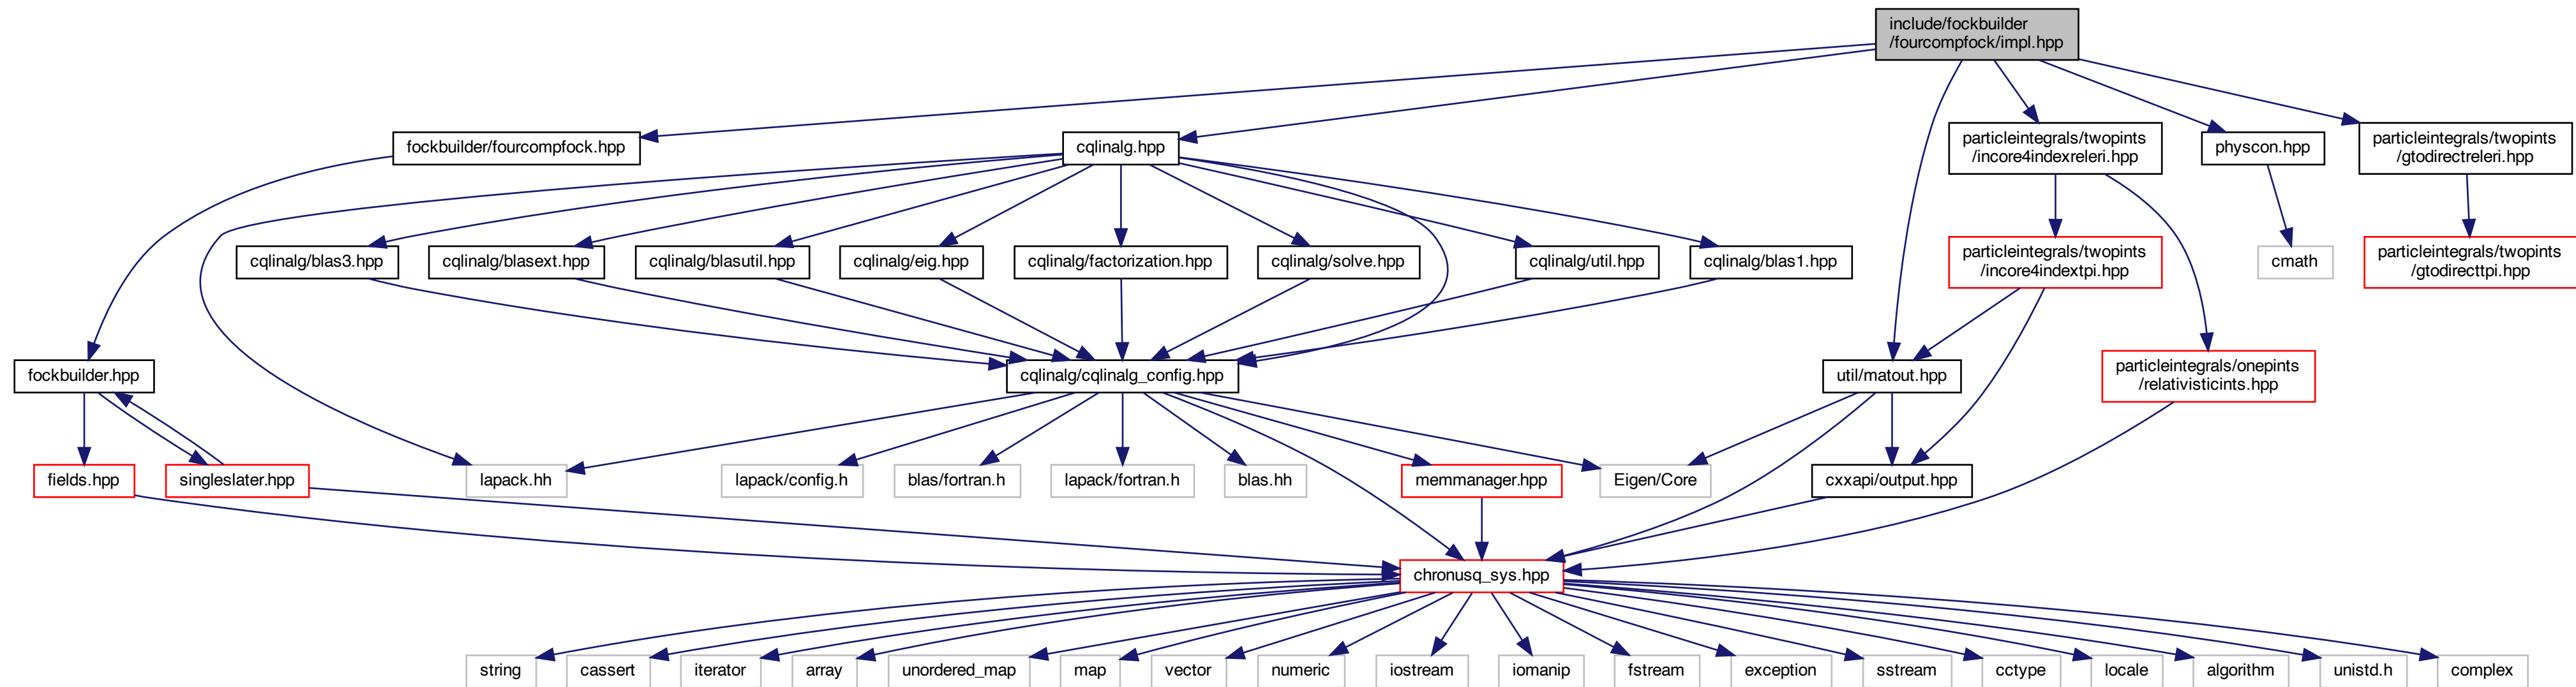 include/fockbuilder
/fourcompfock/impl.hpp
fockbuilder/fourcompfock.hpp
cqlinalg.hpp
particleintegrals/twopints
/incore4indexreleri.hpp
physcon.hpp
particleintegrals/twopints
/gtodirectreleri.hpp
cqlinalg/blas3.hpp
cqlinalg/blasext.hpp
cqlinalg/blasutil.hpp
cqlinalg/eig.hpp
cqlinalg/factorization.hpp
cqlinalg/solve.hpp
cqlinalg/util.hpp
cqlinalg/blas1.hpp
particleintegrals/twopints
/incore4indextpi.hpp
cmath
particleintegrals/twopints
/gtodirecttpi.hpp
fockbuilder.hpp
cqlinalg/cqlinalg_config.hpp
util/matout.hpp
particleintegrals/onepints
/relativisticints.hpp
fields.hpp
singleslater.hpp
lapack.hh
lapack/config.h
blas/fortran.h
lapack/fortran.h
blas.hh
memmanager.hpp
Eigen/Core
cxxapi/output.hpp
chronusq_sys.hpp
string
cassert
iterator
array
unordered_map
map
vector
numeric
iostream
iomanip
fstream
exception
sstream
cctype
locale
algorithm
unistd.h
complex